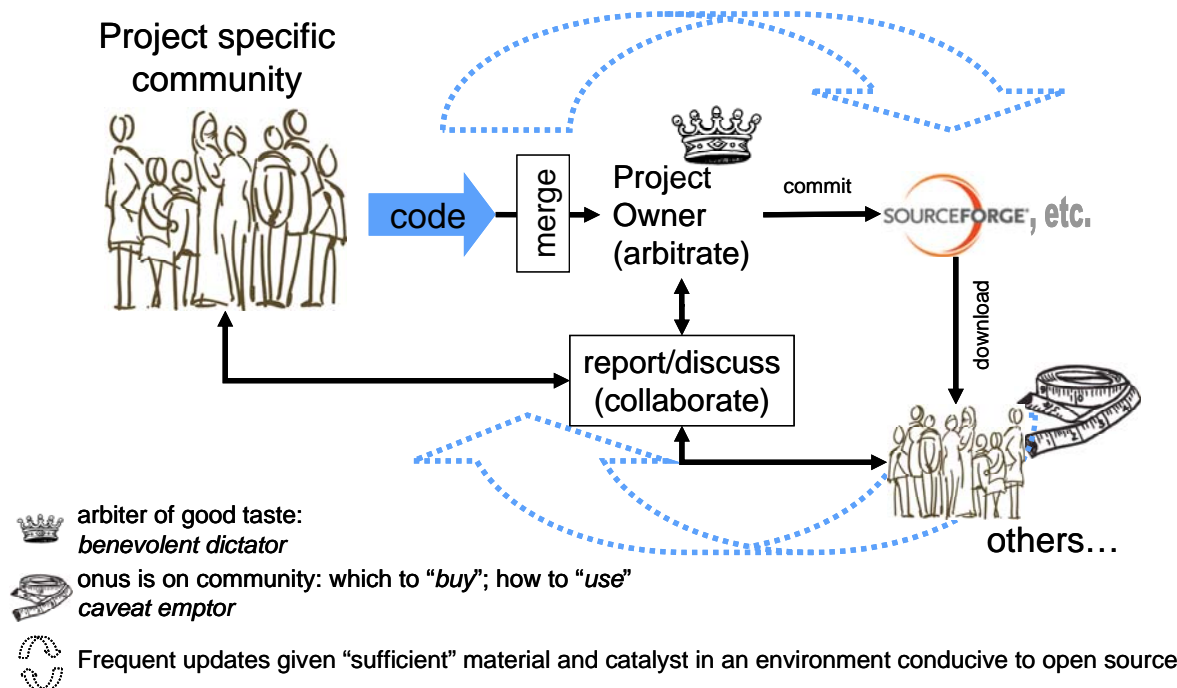 Project specific
community
code
merge
Project
Owner
(arbitrate)
commit
SOURCEFORGE®, etc.
download
report/discuss
(collaborate)
others…
arbiter of good taste:
benevolent dictator
onus is on community: which to “buy”; how to “use”
caveat emptor
Frequent updates given “sufficient” material and catalyst in an environment conducive to open source